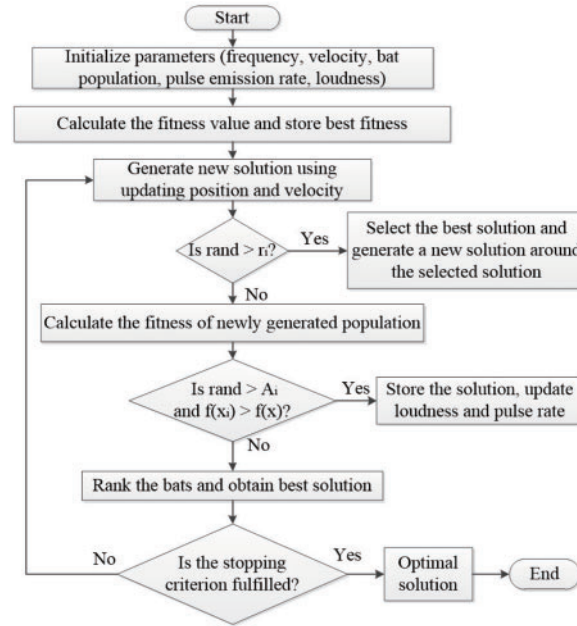 Start
Initialize parameters (frequency, velocity, bat
population, pulse emission rate, loudness)
Calculate the fitness value and store best fitness
Generate new solution using
updating position and velocity
Is rand > rᵢ?
Yes
Select the best solution and
generate a new solution around
the selected solution
No
Calculate the fitness of newly generated population
Is rand > Aᵢ
and f(xᵢ) > f(x)?
Yes
Store the solution, update
loudness and pulse rate
No
Rank the bats and obtain best solution
No
Is the stopping
criterion fulfilled?
Yes
Optimal
solution
End